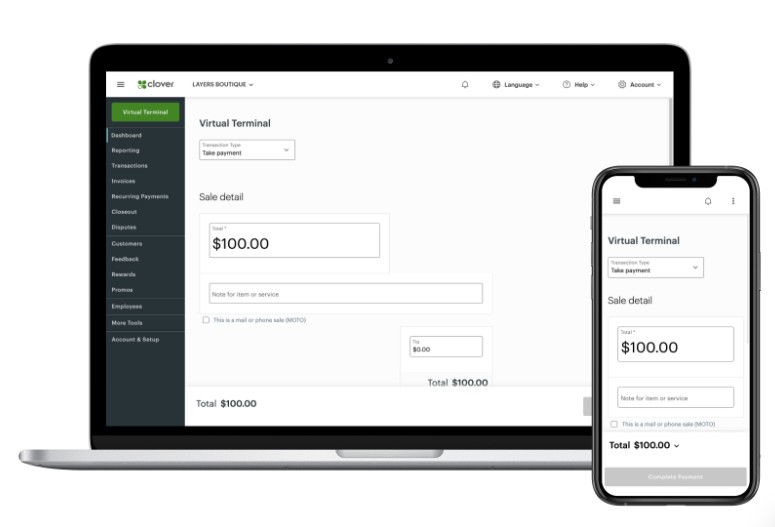 clover
LAYERS BOUTIQUE
Language
Help
Account
Virtual Terminal
Dashboard
Reporting
Transactions
Invoices
Recurring Payments
Closeout
Disputes
Customers
Feedback
Rewards
Promos
Employees
More Tools
Account & Setup
Virtual Terminal
Transaction Type
Take payment
Sale detail
Total *
$100.00
Note for item or service
This is a mail or phone sale (MOTO)
Tip
$0.00
Total $100.00
Total $100.00
Virtual Terminal
Transaction Type
Take payment
Sale detail
Total *
$100.00
Note for item or service
This is a mail or phone sale (MOTO)
Total $100.00
Complete Payment